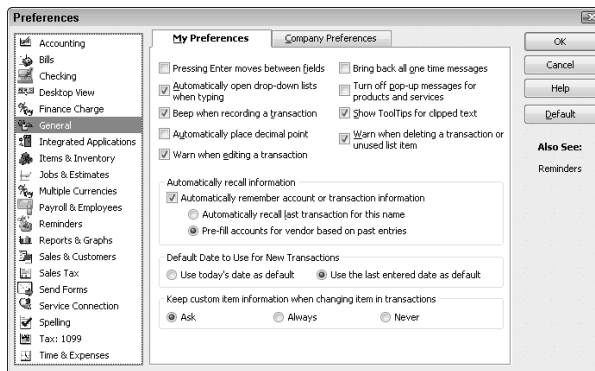 Preferences
Accounting
Bills
Checking
Desktop View
Finance Charge
General
Integrated Applications
Items & Inventory
Jobs & Estimates
Multiple Currencies
Payroll & Employees
Reminders
Reports & Graphs
Sales & Customers
Sales Tax
Send Forms
Service Connection
Spelling
Tax: 1099
Time & Expenses
My Preferences
Company Preferences
Pressing Enter moves between fields
Automatically open drop-down lists
when typing
Beep when recording a transaction
Automatically place decimal point
Warn when editing a transaction
Bring back all one time messages
Turn off pop-up messages for
products and services
Show ToolTips for clipped text
Warn when deleting a transaction or
unused list item
Automatically recall information
Automatically remember account or transaction information
Automatically recall last transaction for this name
Pre-fill accounts for vendor based on past entries
Default Date to Use for New Transactions
Use today's date as default
Use the last entered date as default
Keep custom item information when changing item in transactions
Ask
Always
Never
OK
Cancel
Help
Default
Also See:
Reminders